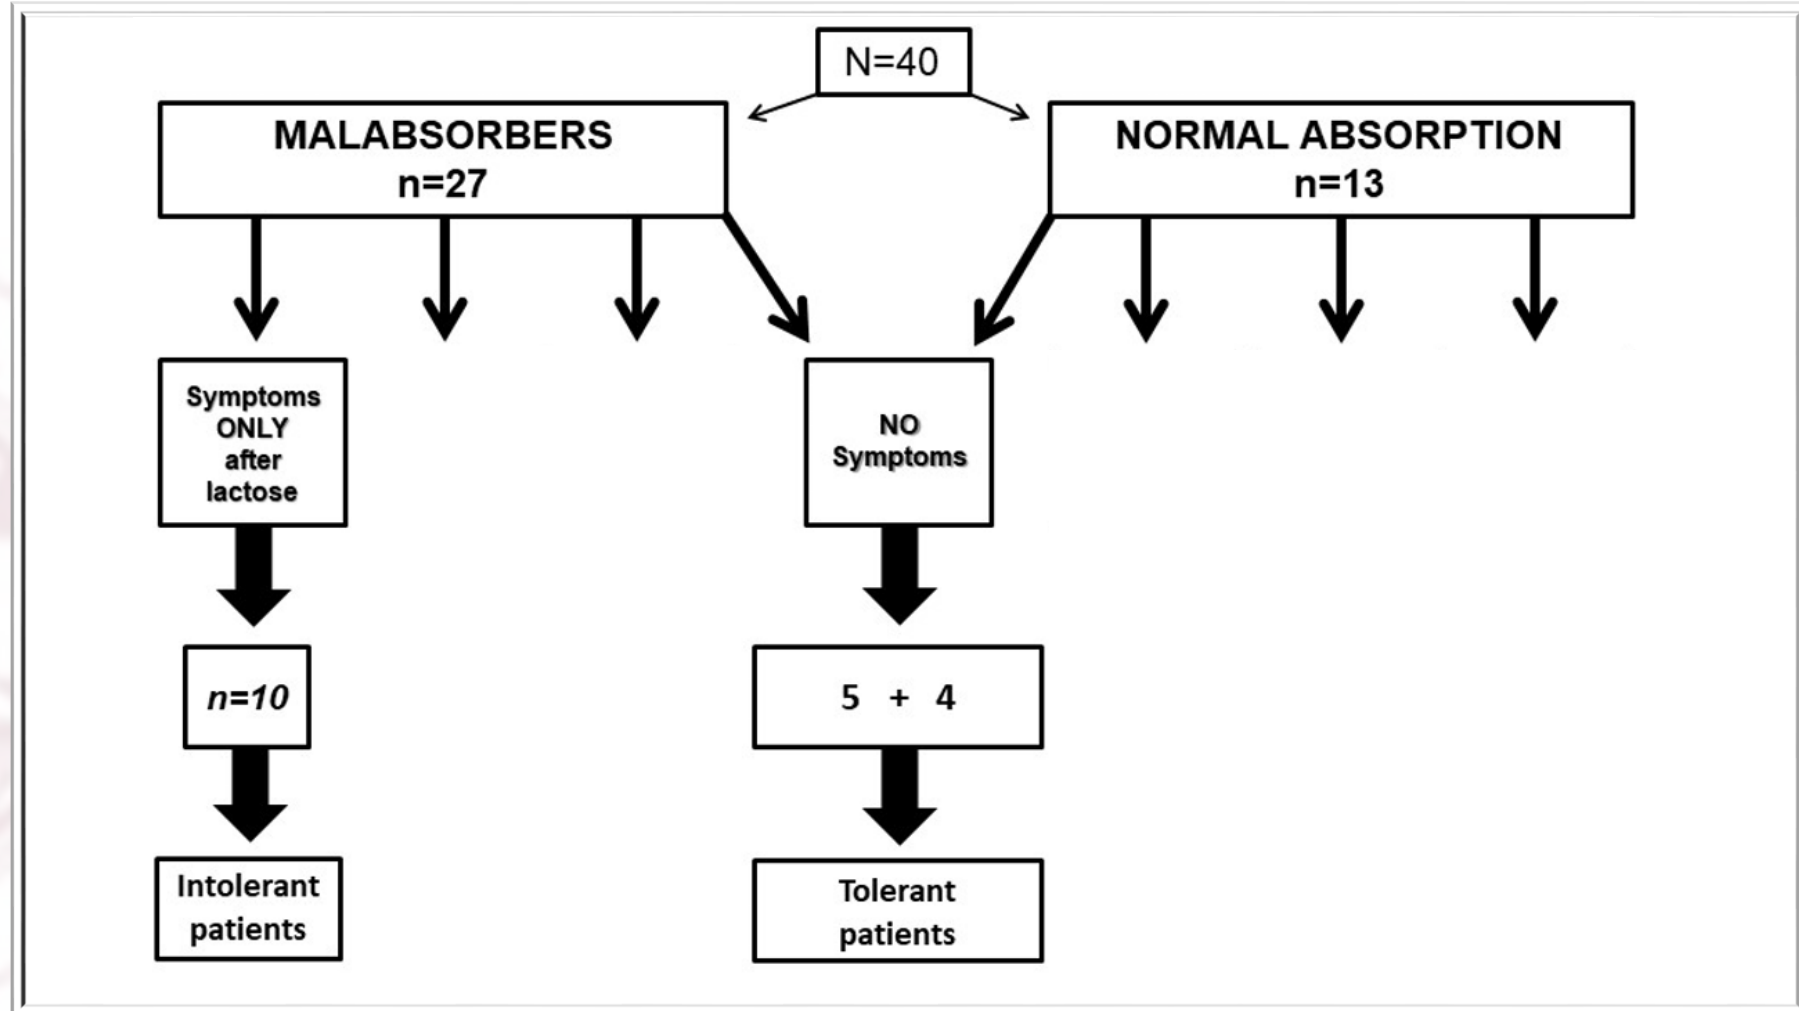 N=40
MALABSORBERS
n=27
NORMAL ABSORPTION
n=13
Symptoms
ONLY
after
lactose
NO
Symptoms
n=10
5 + 4
Intolerant
patients
Tolerant
patients